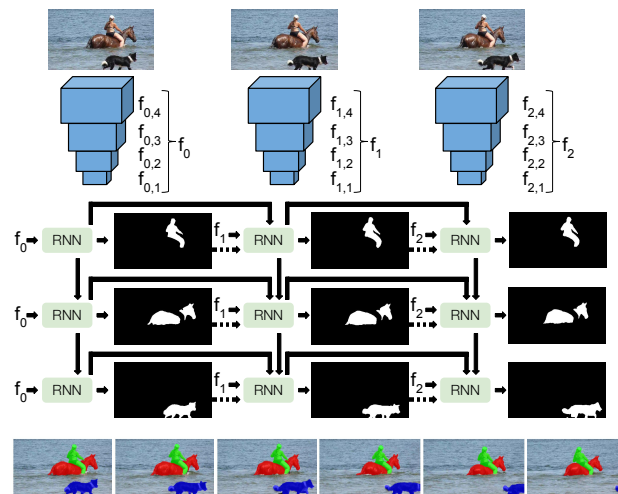 f0,4
f0,3
f0,2
f0,1
f0
f1,4
f1,3
f1,2
f1,1
f1
f2,4
f2,3
f2,2
f2,1
f2
f0 RNN f1 RNN f2 RNN
f0 RNN f1 RNN f2 RNN
f0 RNN f1 RNN f2 RNN